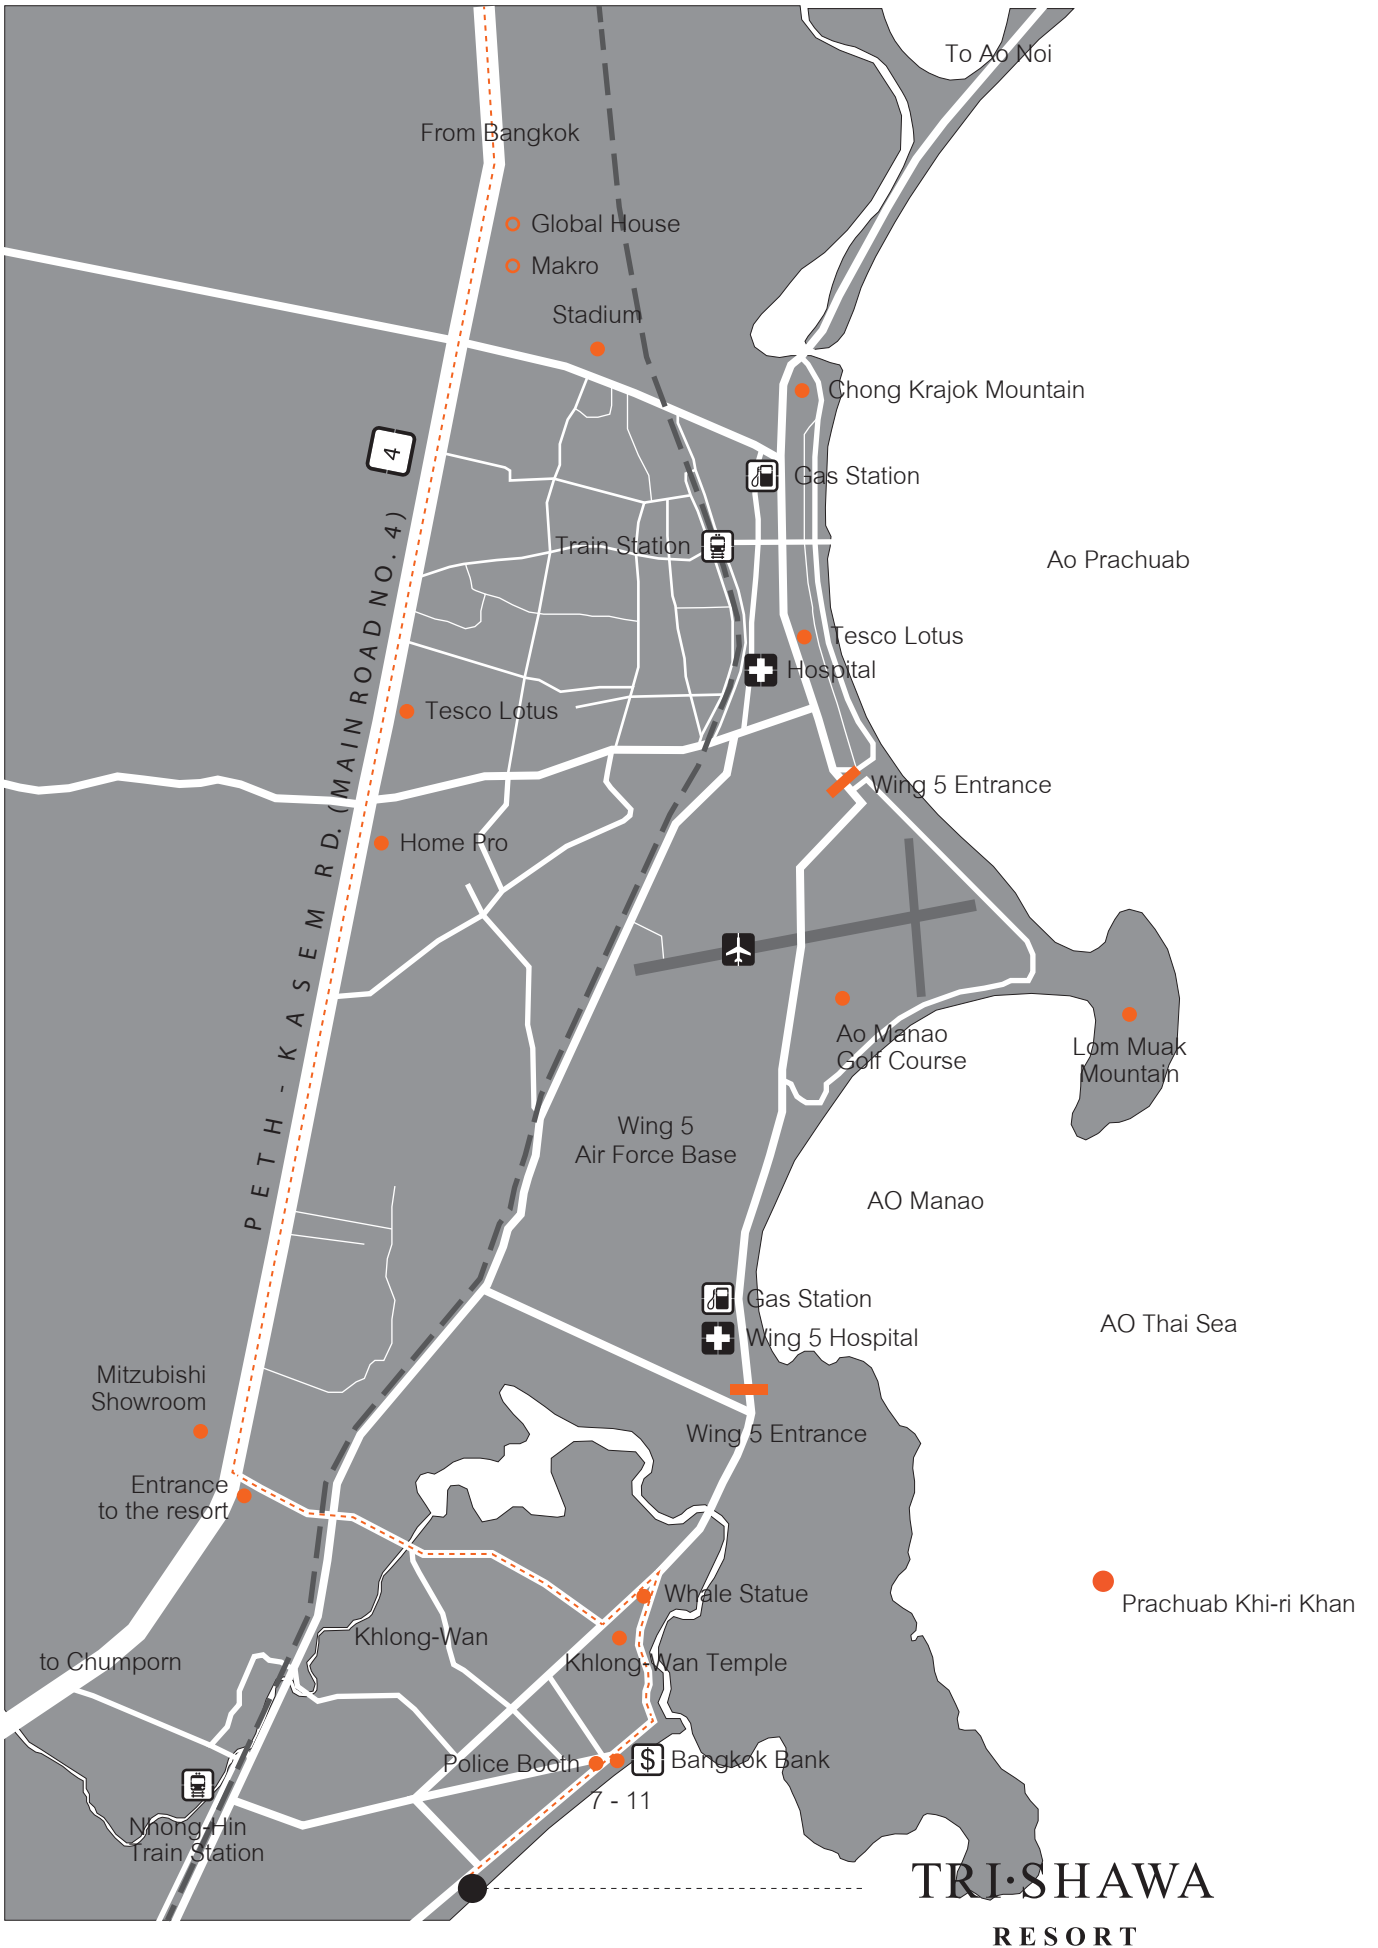 To Ao Noi
From Bangkok
Global House
Makro
Stadium
Chong Krajok Mountain
4
Gas Station
Train Station
Ao Prachuab
Tesco Lotus
Hospital
Tesco Lotus
PETH-KASEM RD. (MAIN ROAD NO. 4)
Wing 5 Entrance
Home Pro
Ao Manao
Golf Course
Lom Muak
Mountain
Wing 5
Air Force Base
AO Manao
Gas Station
AO Thai Sea
Wing 5 Hospital
Mitzubishi
Showroom
Wing 5 Entrance
Entrance
to the resort
Whale Statue
Prachuab Khi-ri Khan
Khlong-Wan
to Chumporn
Khlong-Wan Temple
Police Booth
$
Bangkok Bank
7 - 11
Nhong-Hin
Train Station
TRI·SHAWA
RESORT